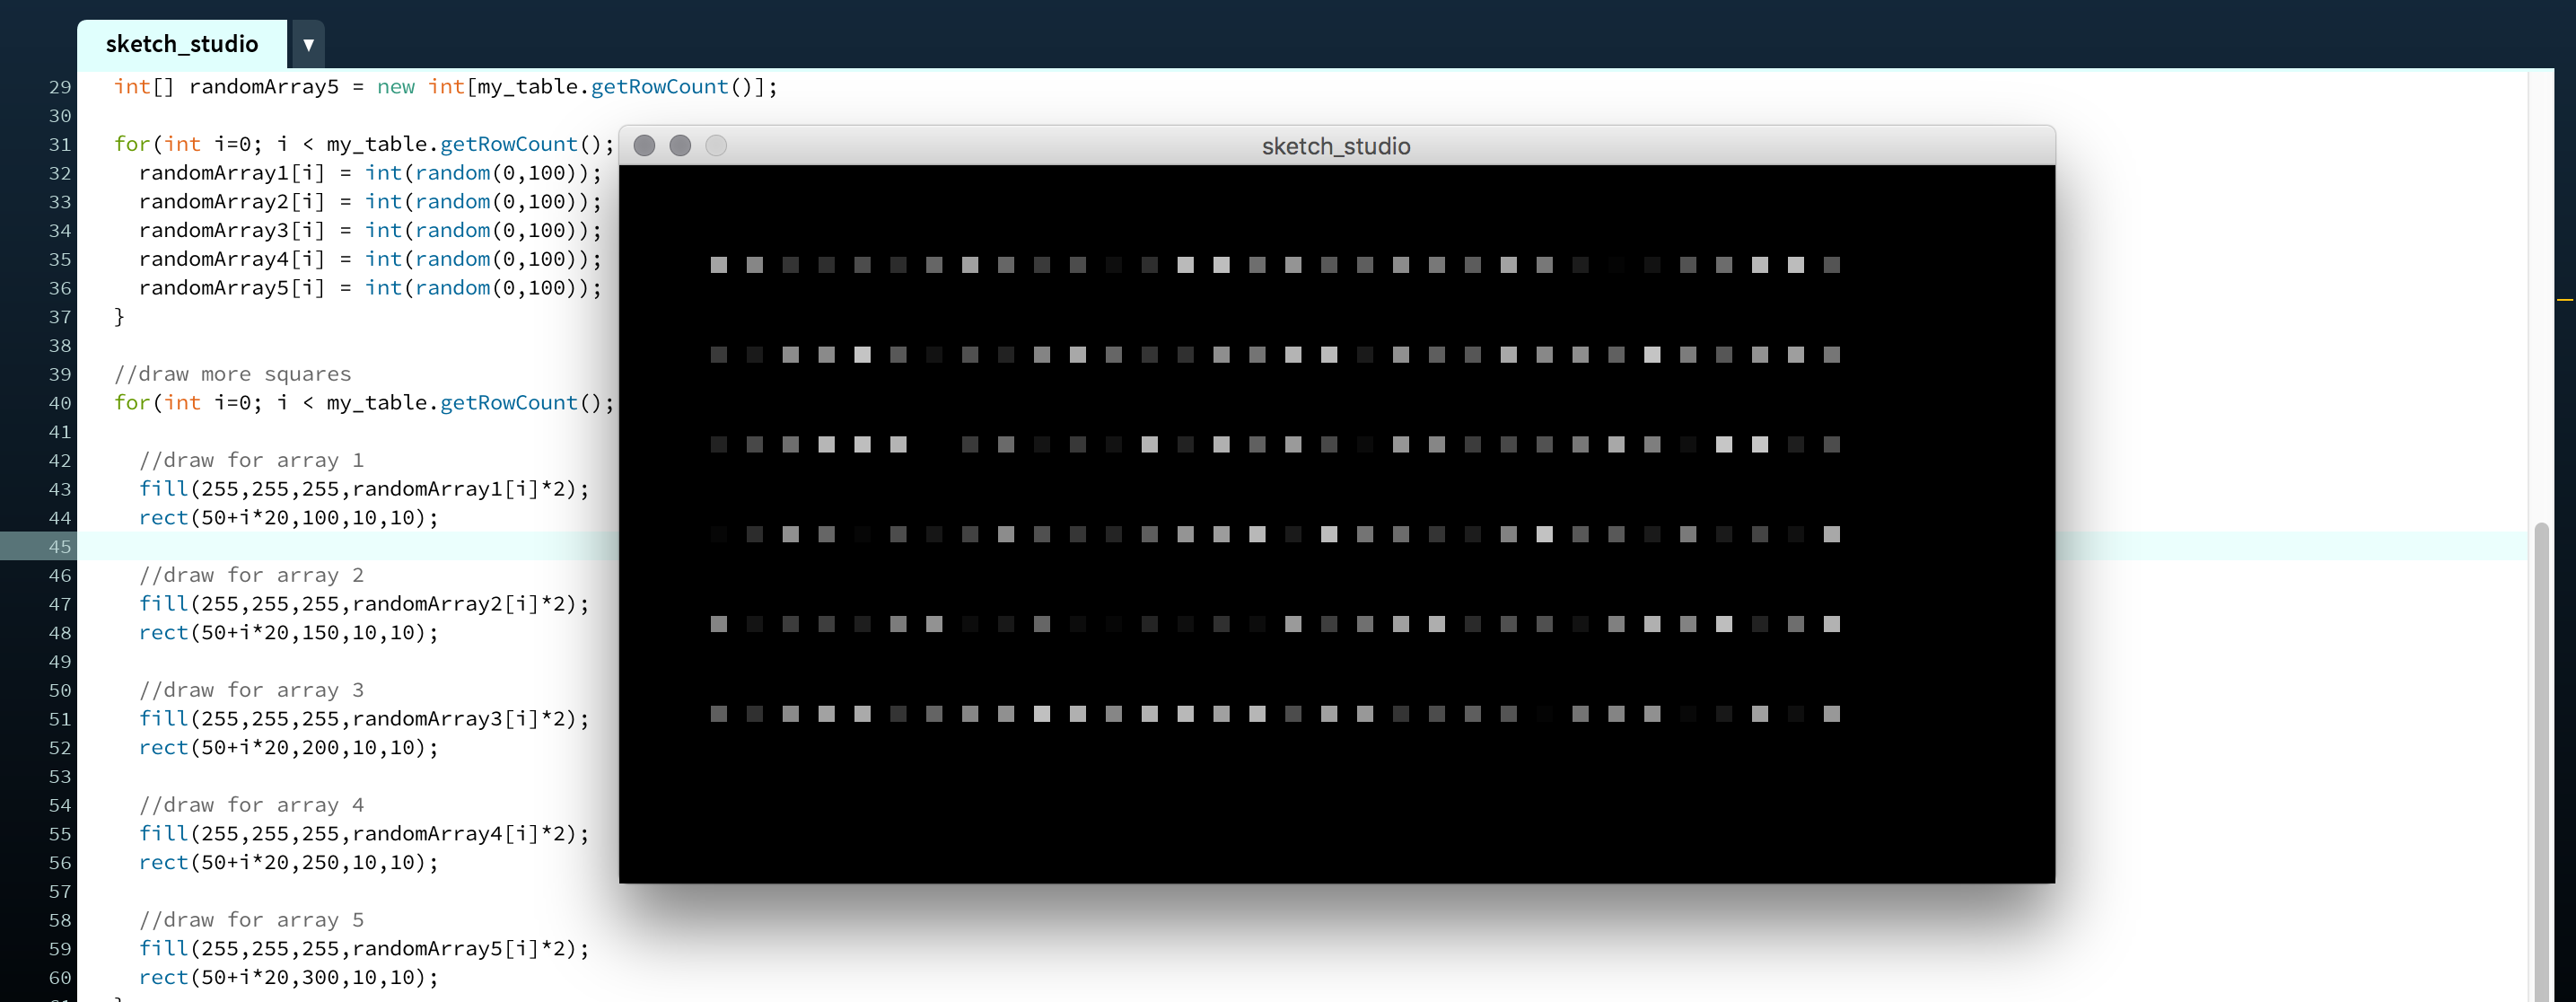 sketch_studio ▼
29 int[] randomArray5 = new int[my_table.getRowCount()];
30
31 for(int i=0; i < my_table.getRowCount();
32 randomArray1[i] = int(random(0,100));
33 randomArray2[i] = int(random(0,100));
34 randomArray3[i] = int(random(0,100));
35 randomArray4[i] = int(random(0,100));
36 randomArray5[i] = int(random(0,100));
37 }
38
39 //draw more squares
40 for(int i=0; i < my_table.getRowCount();
41
42 //draw for array 1
43 fill(255,255,255,randomArray1[i]*2);
44 rect(50+i*20,100,10,10);
45
46 //draw for array 2
47 fill(255,255,255,randomArray2[i]*2);
48 rect(50+i*20,150,10,10);
49
50 //draw for array 3
51 fill(255,255,255,randomArray3[i]*2);
52 rect(50+i*20,200,10,10);
53
54 //draw for array 4
55 fill(255,255,255,randomArray4[i]*2);
56 rect(50+i*20,250,10,10);
57
58 //draw for array 5
59 fill(255,255,255,randomArray5[i]*2);
60 rect(50+i*20,300,10,10);
sketch_studio